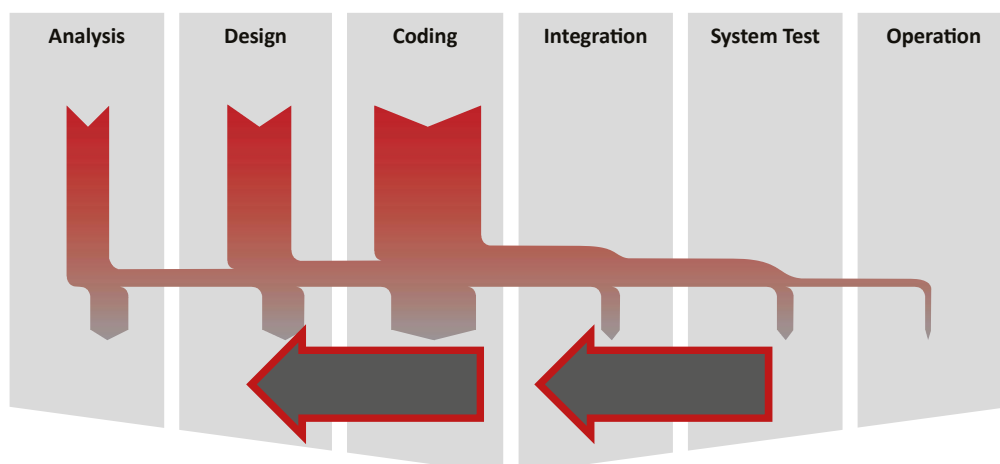 Analysis
Design
Coding
Integration
System Test
Operation